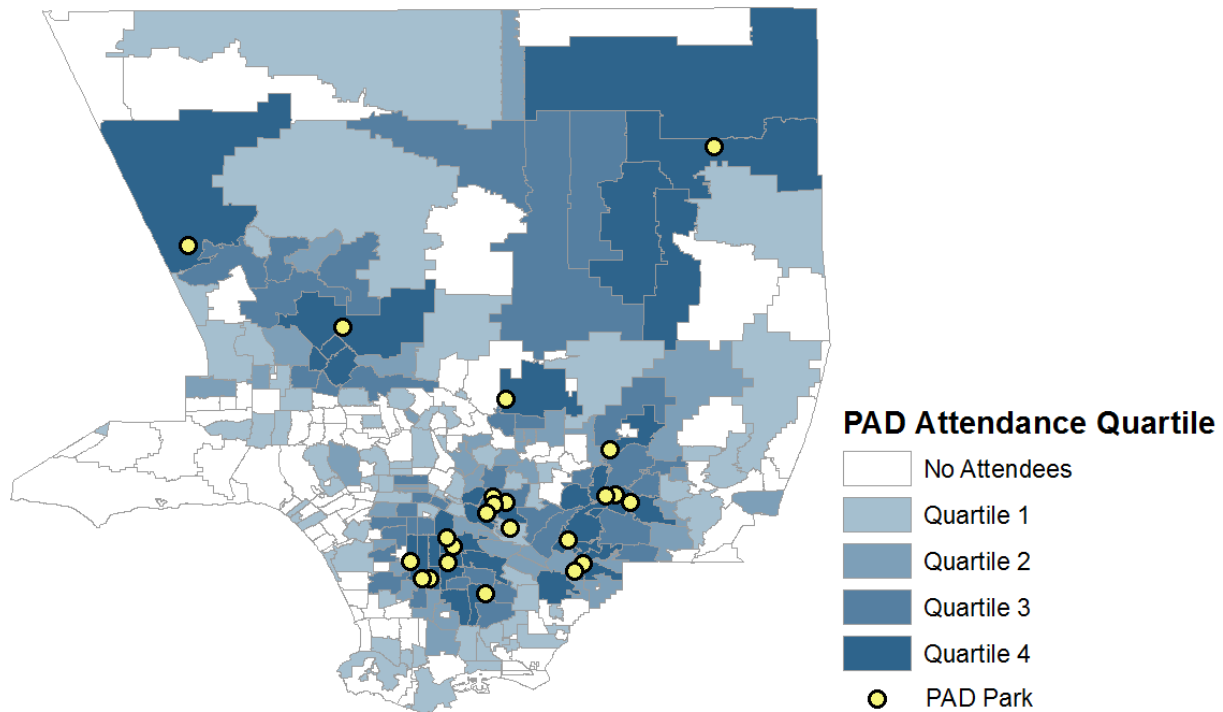 PAD Attendance Quartile
No Attendees
Quartile 1
Quartile 2
Quartile 3
Quartile 4
PAD Park